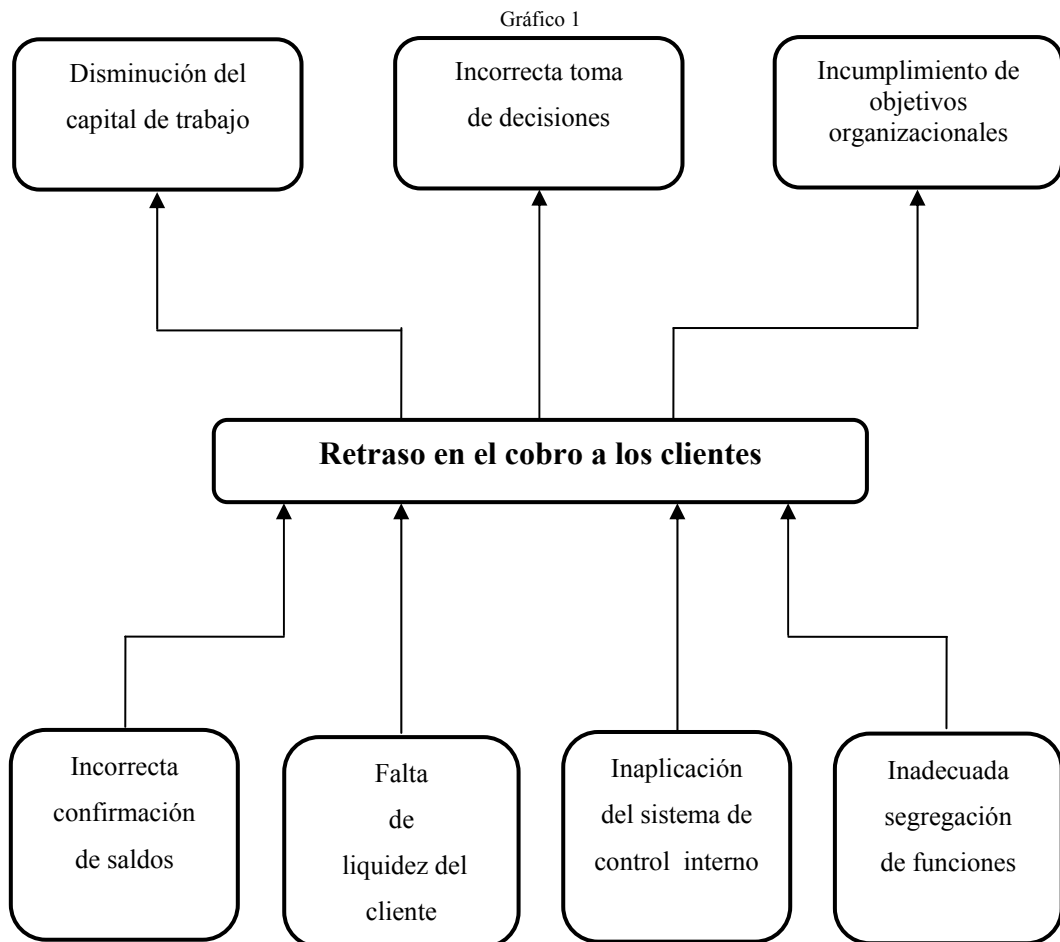 Gráfico 1
Disminución del
capital de trabajo
Incorrecta toma
de decisiones
Incumplimiento de
objetivos
organizacionales
Retraso en el cobro a los clientes
Incorrecta
confirmación
de saldos
Falta
de
liquidez del
cliente
Inaplicación
del sistema de
control interno
Inadecuada
segregación
de funciones